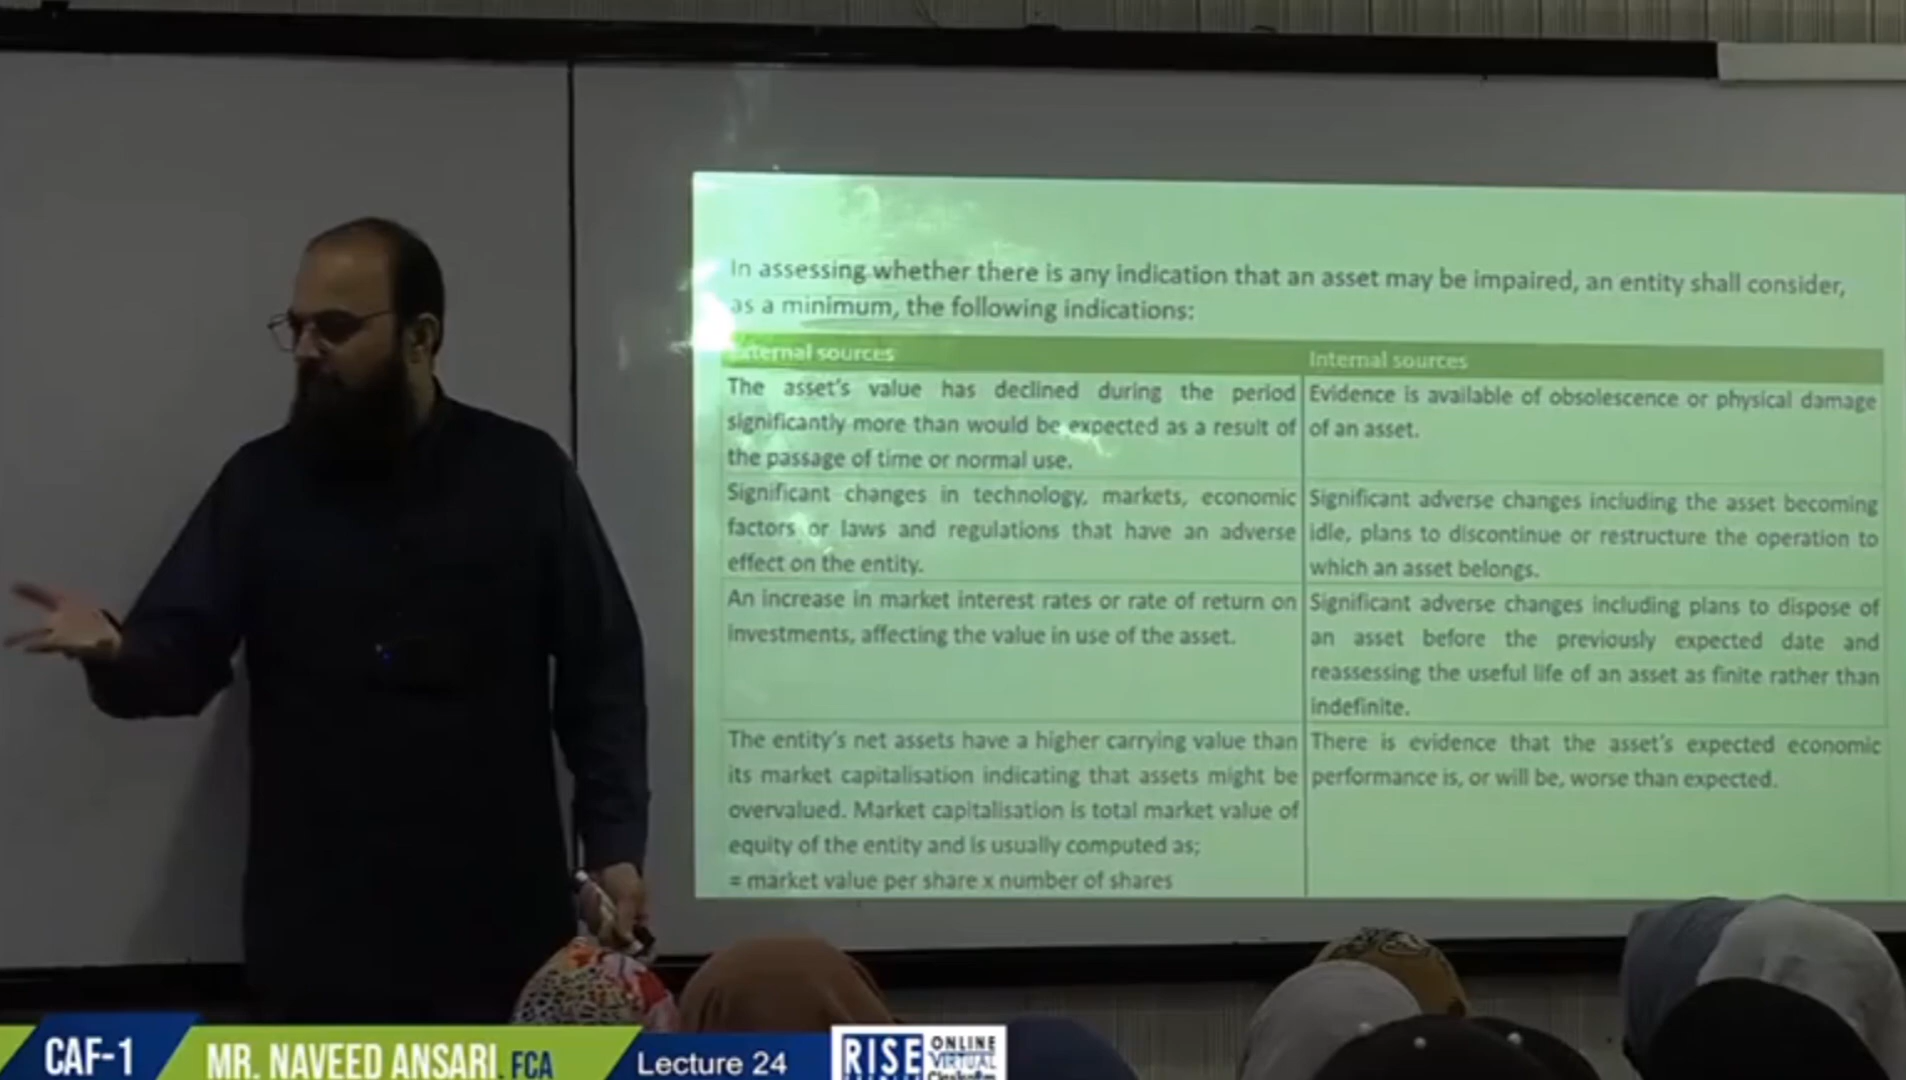 In assessing whether there is any indication that an asset may be impaired, an entity shall consider,
as a minimum, the following indications:
External sources
Internal sources
The asset's value has declined during the period
significantly more than would be expected as a result of
the passage of time or normal use.
Evidence is available of obsolescence or physical damage
of an asset.
Significant changes in technology, markets, economic
factors or laws and regulations that have an adverse
effect on the entity.
Significant adverse changes including the asset becoming
idle, plans to discontinue or restructure the operation to
which an asset belongs.
An increase in market interest rates or rate of return on
investments, affecting the value in use of the asset.
Significant adverse changes including plans to dispose of
an asset before the previously expected date and
reassessing the useful life of an asset as finite rather than
indefinite.
The entity's net assets have a higher carrying value than
its market capitalisation indicating that assets might be
overvalued. Market capitalisation is total market value of
equity of the entity and is usually computed as;
= market value per share x number of shares
There is evidence that the asset's expected economic
performance is, or will be, worse than expected.
CAF-1
MR. NAVEED ANSARI, FCA
Lecture 24
RISE
ONLINE
VIRTUAL